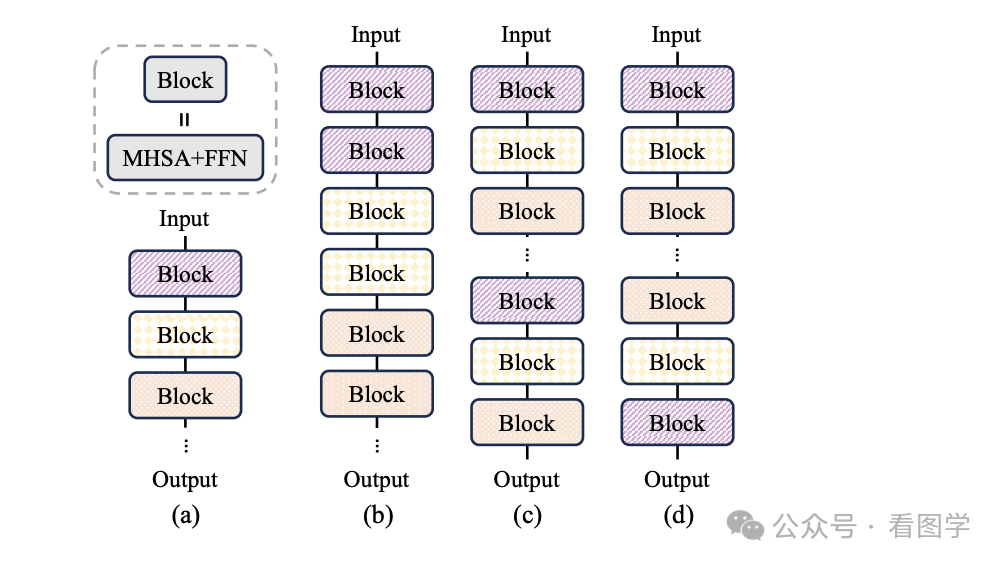 Block
=
MHSA+FFN
Input
Block
Block
Block
⋮
Output
(a)
Input
Block
Block
Block
Block
Block
Block
⋮
Output
(b)
Input
Block
Block
Block
⋮
Block
Block
Block
Output
(c)
Input
Block
Block
Block
⋮
Block
Block
Block
Output
(d)
公众号 · 看图学